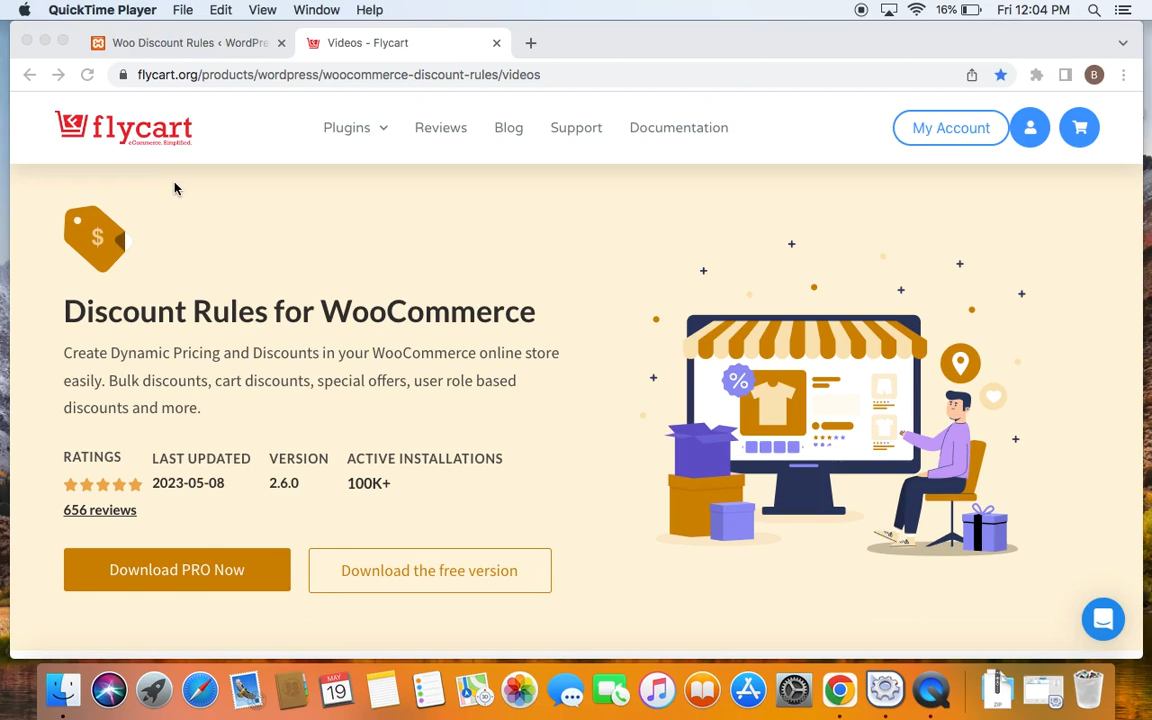 QuickTime Player File Edit View Window Help 16% Fri 12:04 PM
Woo Discount Rules ‹ WordPre Videos - Flycart
flycart.org/products/wordpress/woocommerce-discount-rules/videos B
flycart
eCommerce. Simplified.
Plugins Reviews Blog Support Documentation My Account
$
Discount Rules for WooCommerce
Create Dynamic Pricing and Discounts in your WooCommerce online store
easily. Bulk discounts, cart discounts, special offers, user role based
discounts and more.
RATINGS LAST UPDATED VERSION ACTIVE INSTALLATIONS
2023-05-08 2.6.0 100K+
656 reviews
Download PRO Now Download the free version
%
MAY
19
ZIP